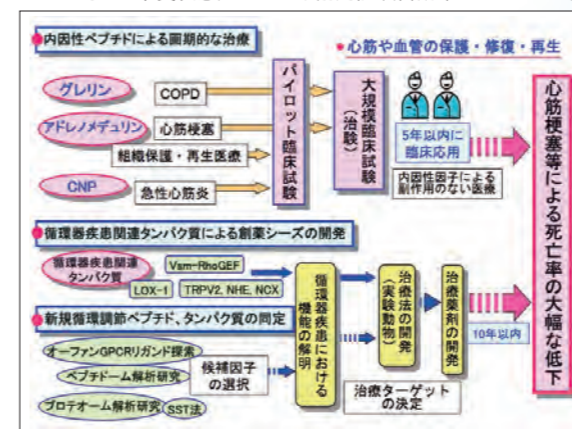 内因性ペプチドによる画期的な治療
・心筋や血管の保護・修復・再生
グレリン
COPD
アドレノメデュリン
心筋梗塞
組織保護・再生医療
CNP
急性心筋炎
パイロット臨床試験
大規模臨床試験
（治験）
5年以内に
臨床応用
内因性因子による
副作用のない医療
心筋梗塞等による死亡率の大幅な低下
循環器疾患関連タンパク質による創薬シーズの開発
循環器疾患関連
タンパク質
Vsm-RhoGEF
LOX-1
TRPV2, NHE, NCX
新規循環調節ペプチド、タンパク質の同定
オーファンGPCRリガンド探索
ペプチドーム解析研究
プロテオーム解析研究
SST法
候補因子
の選択
循環器疾患における
機能の解明
治療法の開発
（実験動物）
治療薬剤の開発
治療ターゲット
の決定
10年以内